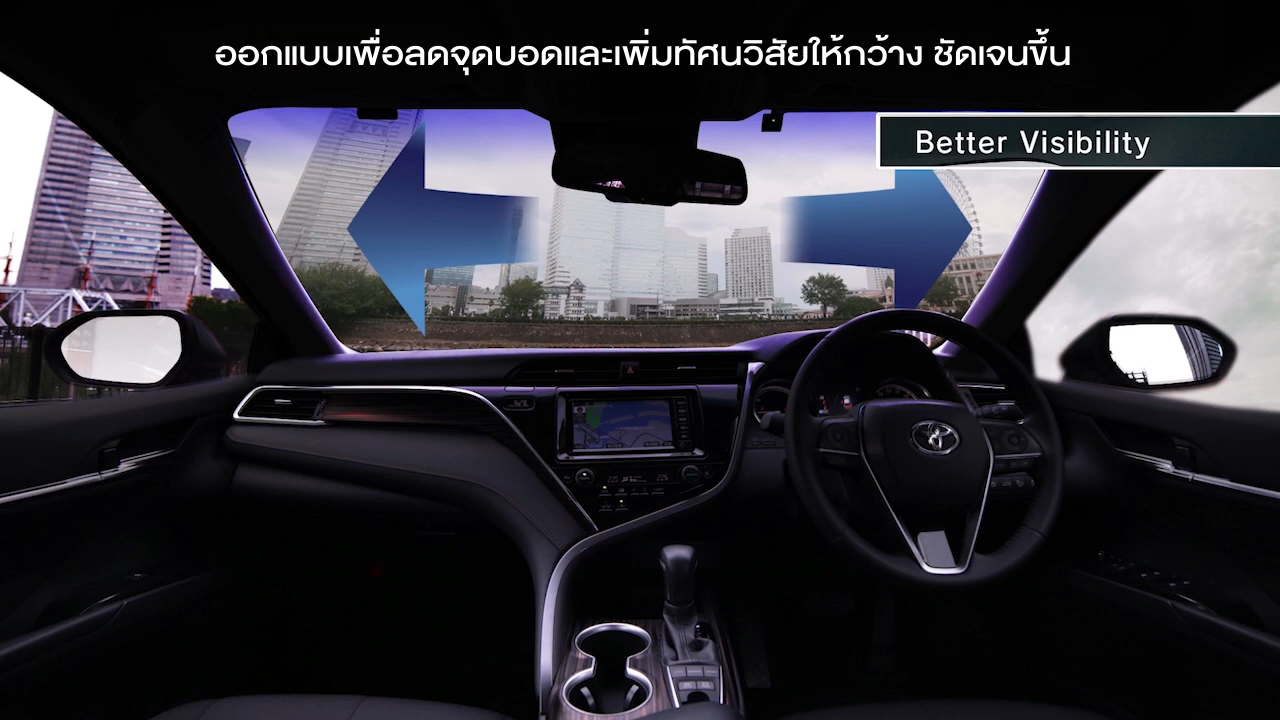 ออกแบบเพื่อลดจุดบอดและเพิ่มทัศนวิสัยให้กว้าง ชัดเจนขึ้น
Better Visibility